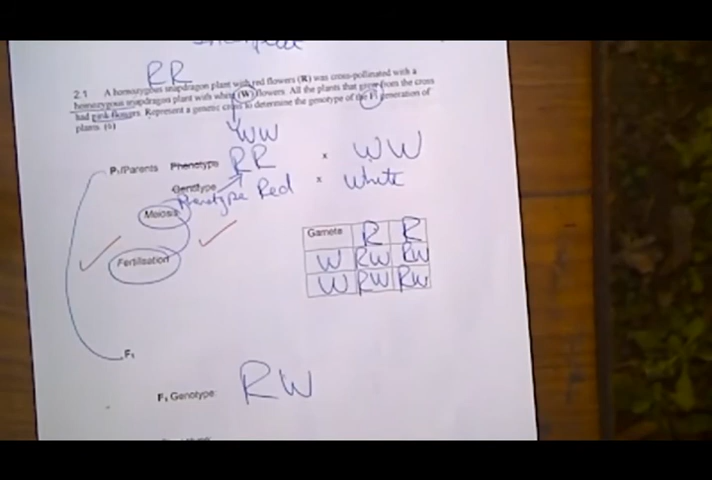 RR
2.1 A homozygous snapdragon plant with red flowers (R) was cross-pollinated with a
homozygous snapdragon plant with white (W) flowers. All the plants that grew from the cross
had pink flowers. Represent a genetic cross to determine the genotype of the F₁ generation of
plants. (6)
WW
P₁/Parents Phenotype RR x WW
Genotype
Phenotype Red x White
Meiosis
Fertilisation
Gamete R R
W RW RW
W RW RW
F₁
F₁ Genotype: RW